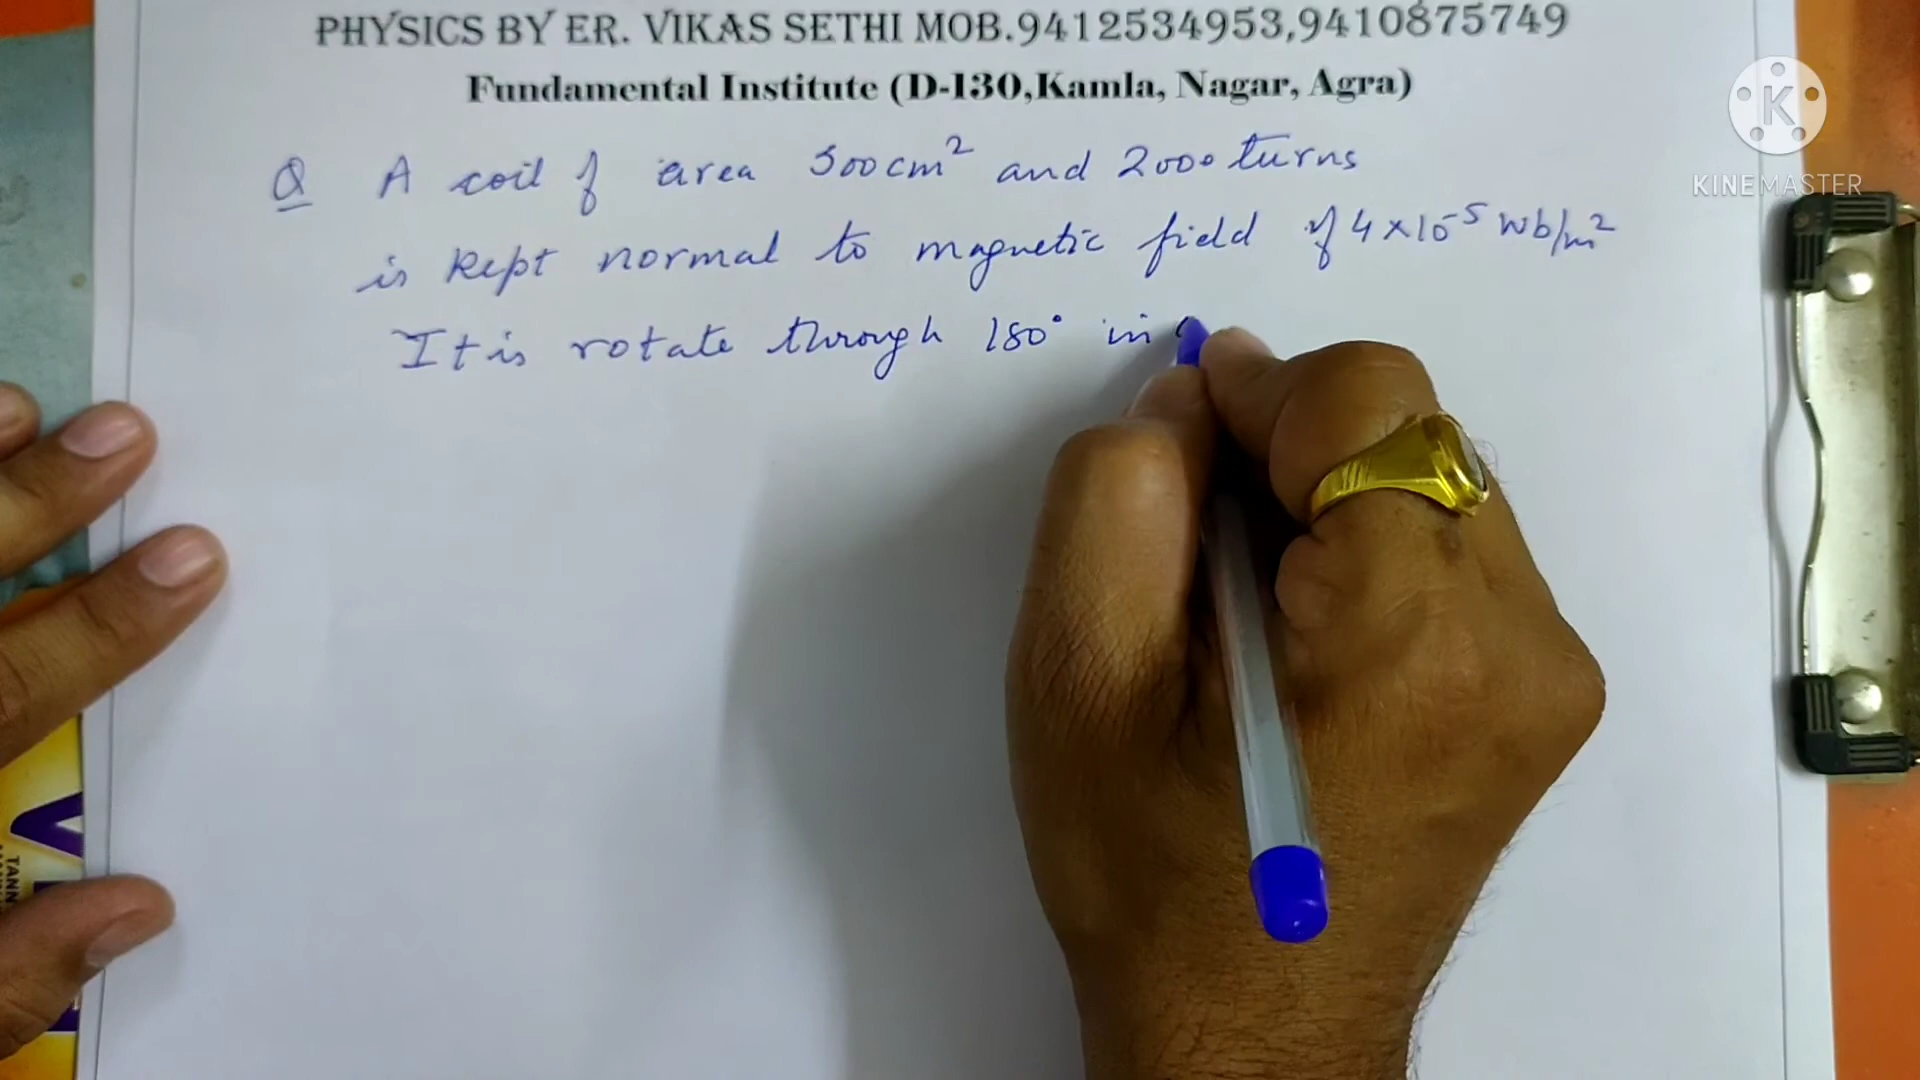 PHYSICS BY ER. VIKAS SETHI MOB.9412534953,9410875749
Fundamental Institute (D-130,Kamla, Nagar, Agra)
KINEMASTER
Q A coil of area 500cm² and 2000 turns
is kept normal to magnetic field of 4×10⁻⁵ Wb/m²
It is rotate through 180° in
TANN